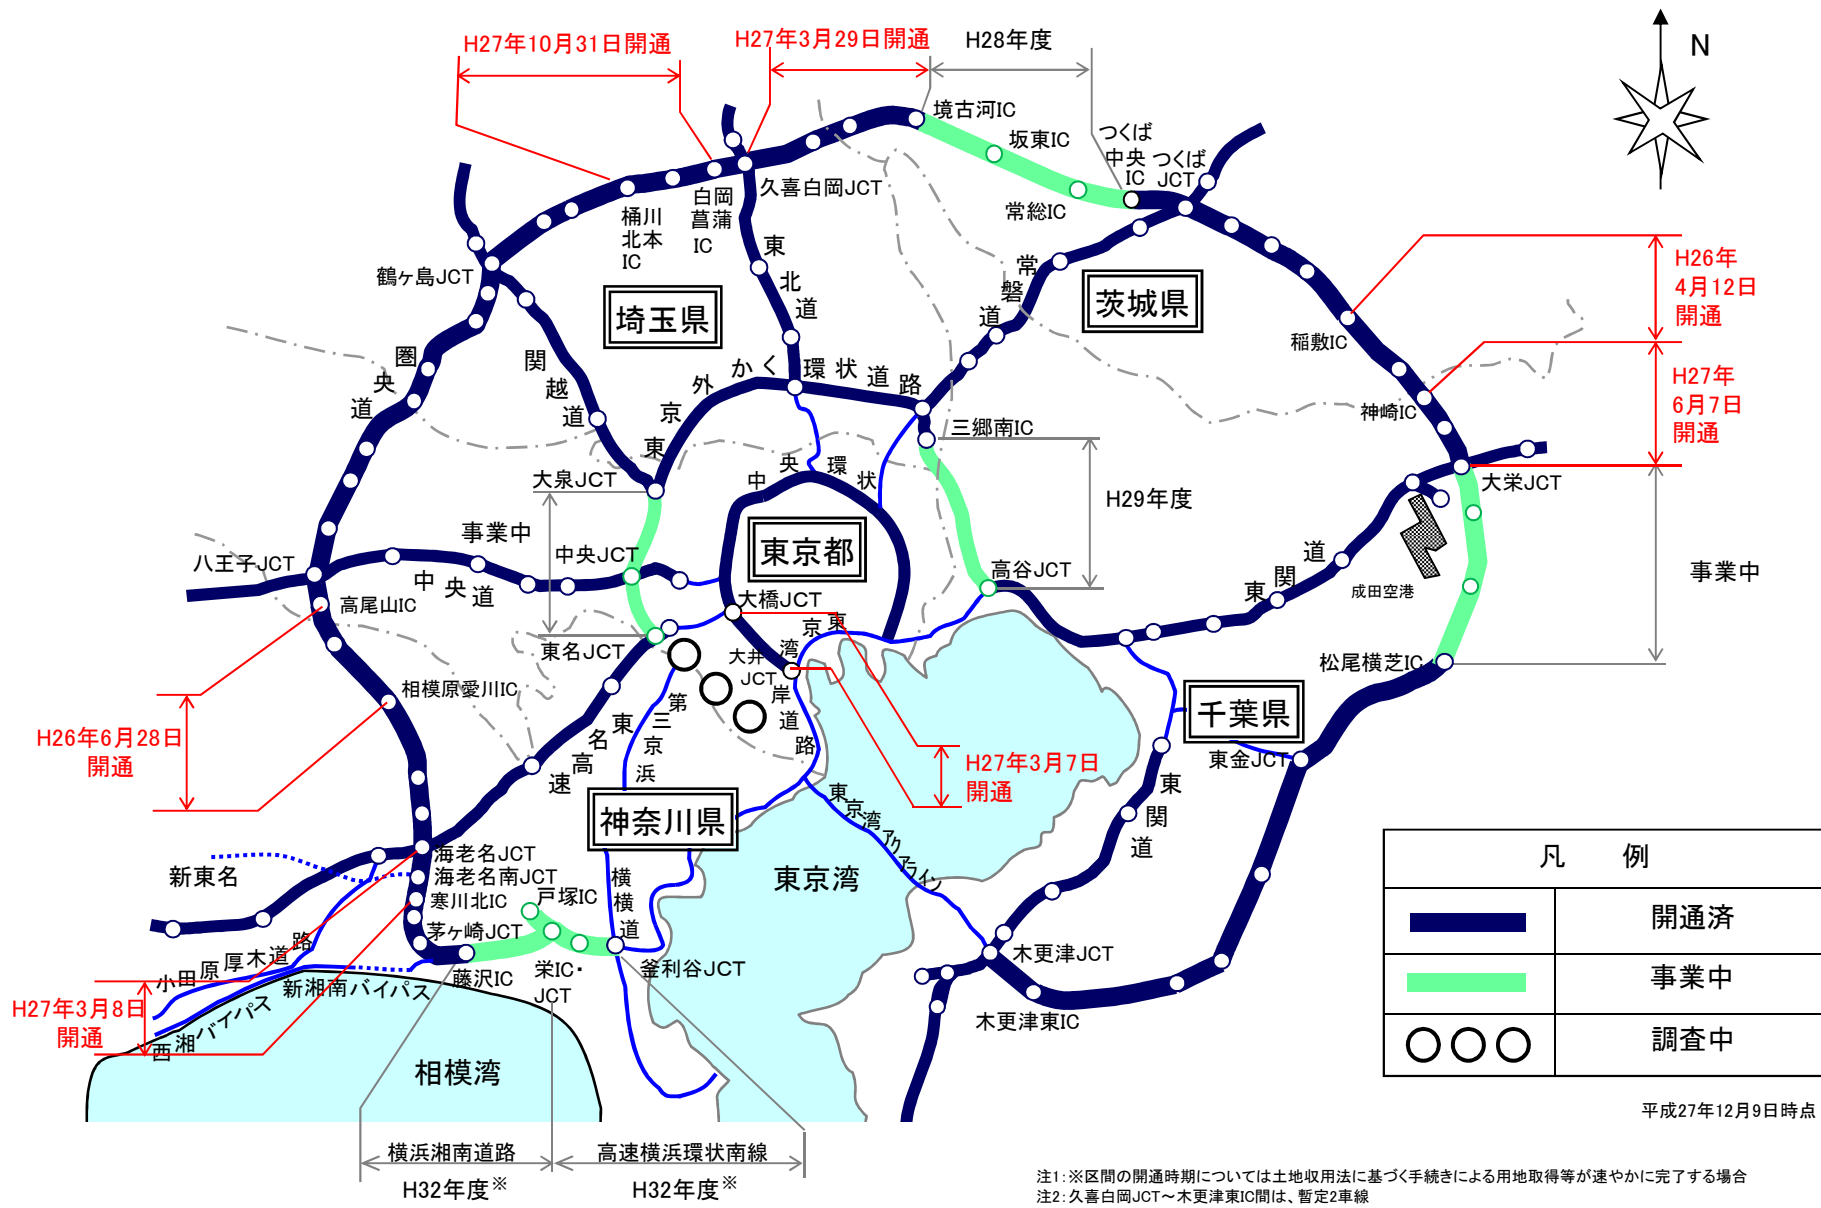 H27年10月31日開通
H27年3月29日開通
H28年度
N
境古河IC
坂東IC
つくば
中央
IC
つくば
JCT
常総IC
久喜白岡JCT
白岡
菖蒲
IC
桶川
北本
IC
鶴ヶ島JCT
埼玉県
茨城県
東北道
常磐道
関越道
圏央道
東京外かく環状道路
H26年
4月12日
開通
稲敷IC
H27年
6月7日
開通
神崎IC
大栄JCT
三郷南IC
H29年度
大泉JCT
事業中
中央JCT
中央環状
東京都
八王子JCT
中央道
高尾山IC
高谷JCT
東関道
成田空港
事業中
大橋JCT
東京湾岸道路
大井
JCT
東名JCT
松尾横芝IC
相模原愛川IC
H26年6月28日
開通
東名高速
第三京浜
H27年3月7日
開通
千葉県
東金JCT
東関道
神奈川県
東京湾アクアライン
東京湾
海老名JCT
海老名南JCT
寒川北IC
茅ヶ崎JCT
新東名
戸塚IC
横横道
藤沢IC
栄IC・
JCT
釜利谷JCT
木更津JCT
木更津東IC
小田原厚木道路
新湘南バイパス
西湘バイパス
H27年3月8日
開通
相模湾
横浜湘南道路
高速横浜環状南線
H32年度※
H32年度※
凡 例
開通済
事業中
調査中
平成27年12月9日時点
注1：※区間の開通時期については土地収用法に基づく手続きによる用地取得等が速やかに完了する場合
注2：久喜白岡JCT～木更津東IC間は、暫定2車線